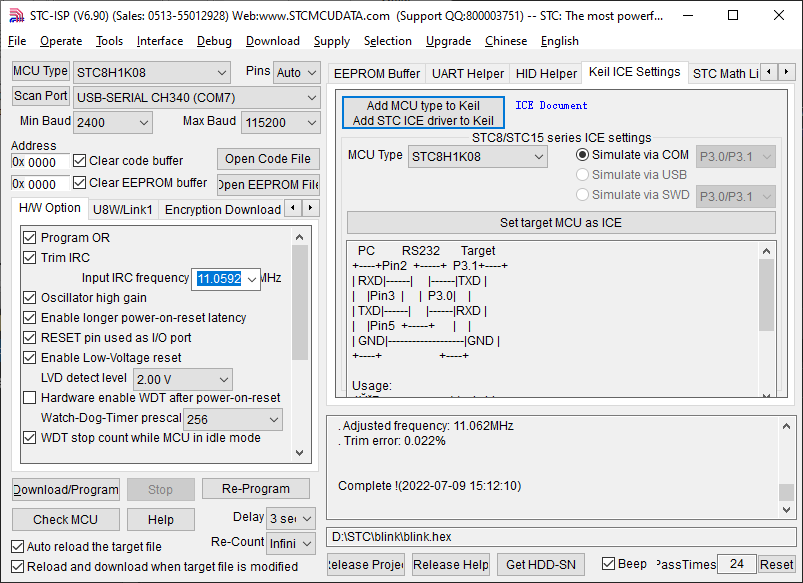 STC-ISP (V6.90) (Sales: 0513-55012928) Web:www.STCMCUDATA.com (Support QQ:800003751) -- STC: The most powerf...
File Operate Tools Interface Debug Download Supply Selection Upgrade Chinese English
MCU Type STC8H1K08 Pins Auto
Scan Port USB-SERIAL CH340 (COM7)
Min Baud 2400 Max Baud 115200
Address
0x 0000 Clear code buffer Open Code File
0x 0000 Clear EEPROM buffer Open EEPROM File
H/W Option U8W/Link1 Encryption Download
Program OR
Trim IRC
Input IRC frequency 11.0592 MHz
Oscillator high gain
Enable longer power-on-reset latency
RESET pin used as I/O port
Enable Low-Voltage reset
LVD detect level 2.00 V
Hardware enable WDT after power-on-reset
Watch-Dog-Timer prescal 256
WDT stop count while MCU in idle mode
Download/Program Stop Re-Program
Check MCU Help Delay 3 sec
Auto reload the target file Re-Count Infini
Reload and download when target file is modified
EEPROM Buffer UART Helper HID Helper Keil ICE Settings STC Math Li
Add MCU type to Keil
Add STC ICE driver to Keil
ICE Document
STC8/STC15 series ICE settings
MCU Type STC8H1K08 Simulate via COM P3.0/P3.1
Simulate via USB
Simulate via SWD P3.0/P3.1
Set target MCU as ICE
PC RS232 Target
+----+Pin2 +-----+ P3.1+----+
| RXD|------| |------|TXD |
| |Pin3 | | P3.0| |
| TXD|------| |------|RXD |
| |Pin5 +-----+ | |
| GND|-------------------|GND |
+----+ +----+
Usage:
. Adjusted frequency: 11.062MHz
. Trim error: 0.022%
Complete !(2022-07-09 15:12:10)
D:\STC\blink\blink.hex
Release Projec Release Help Get HDD-SN Beep PassTimes 24 Reset